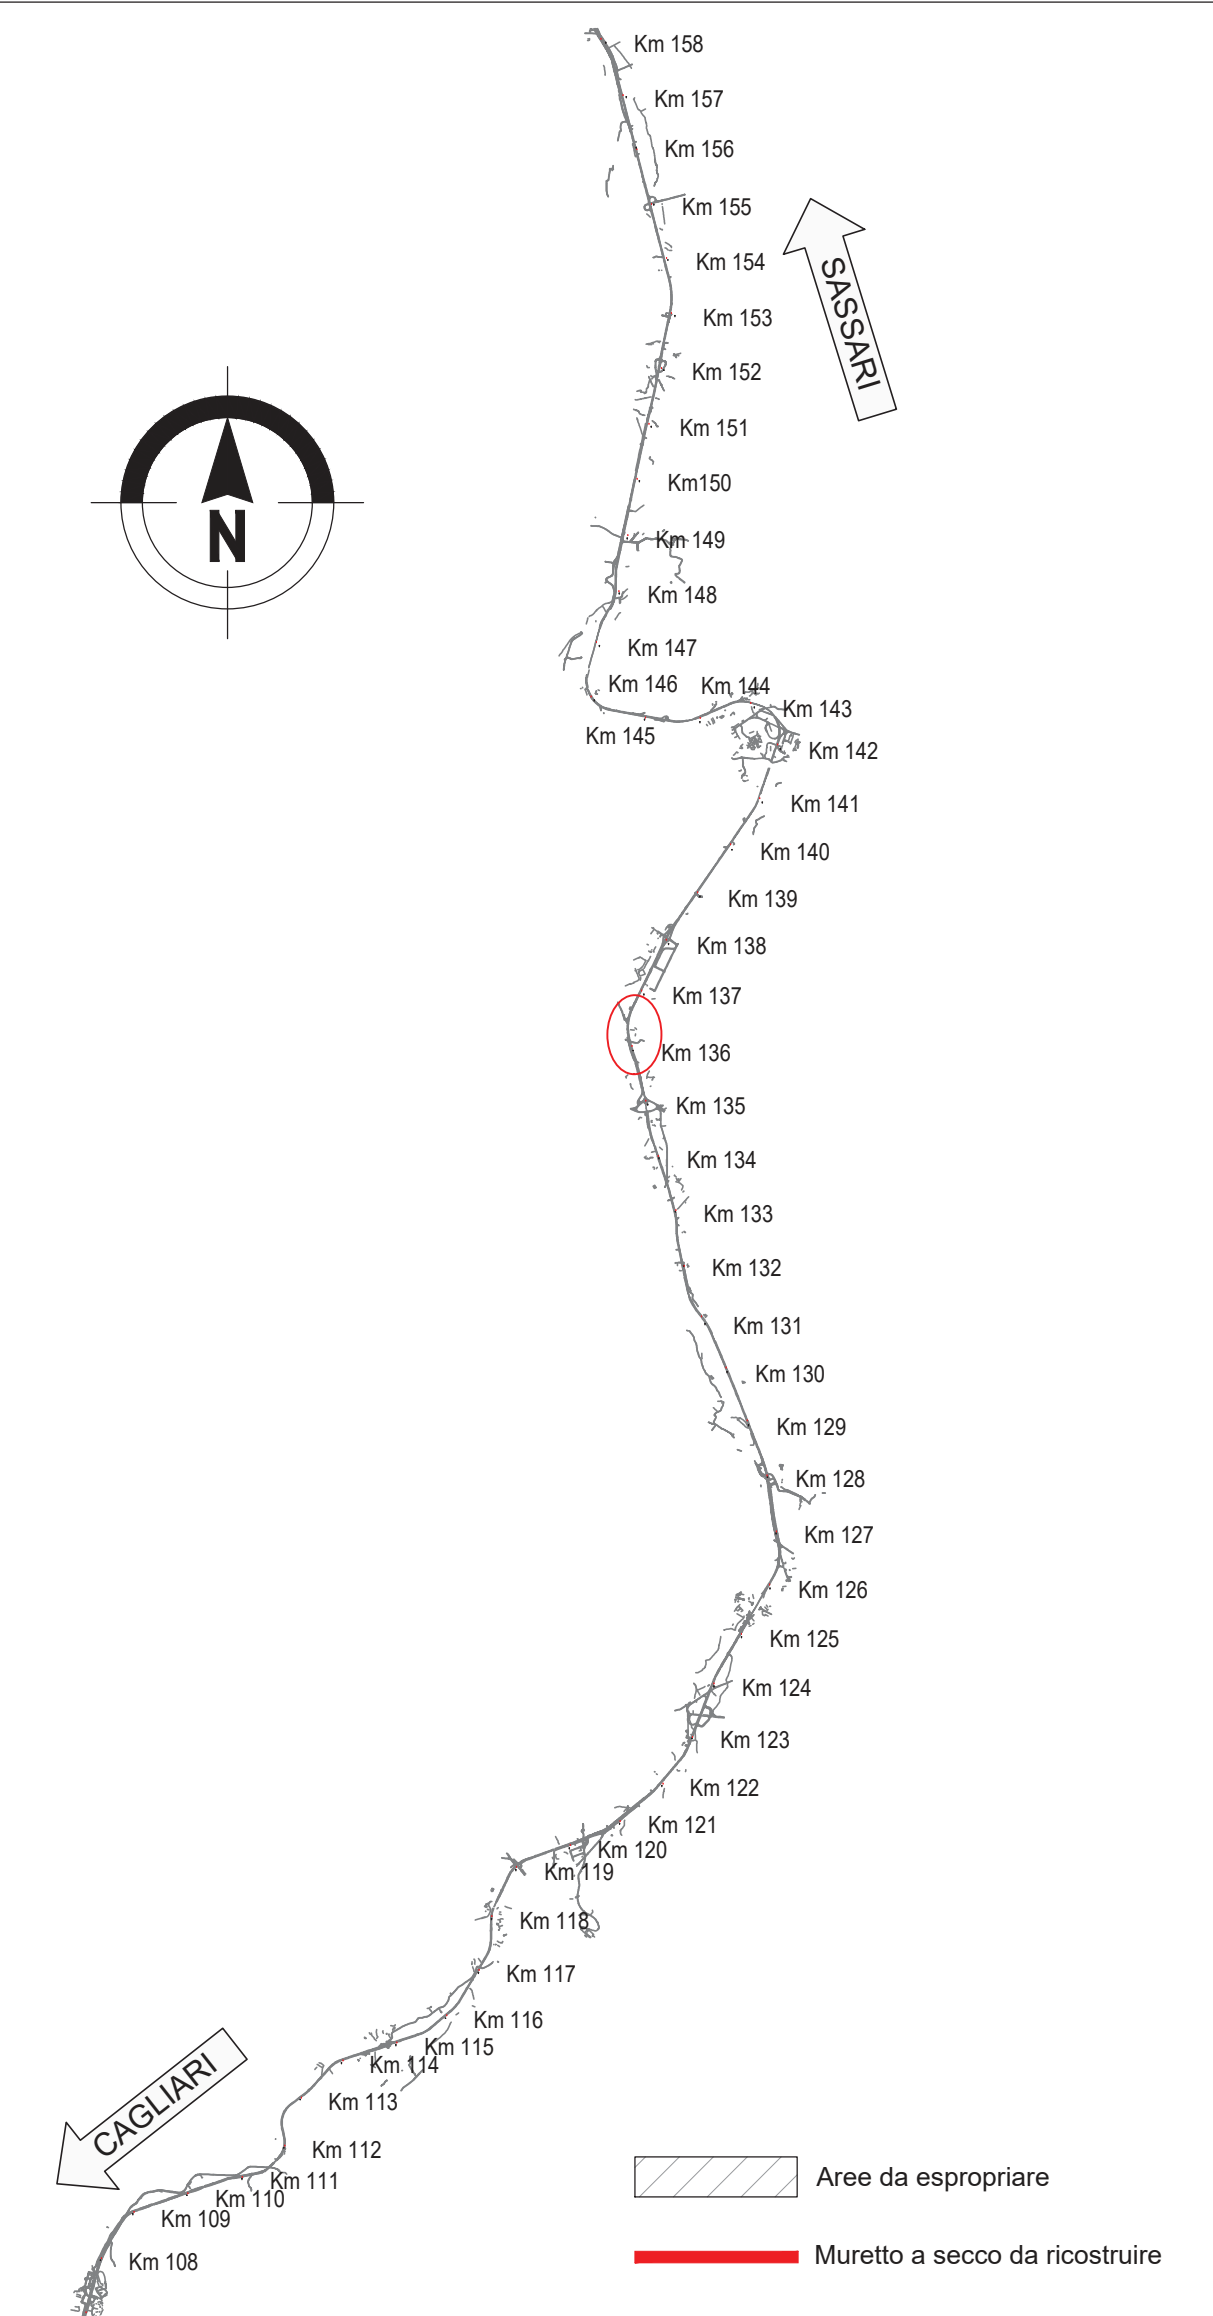 Km 158
Km 157
Km 156
Km 155
Km 154
SASSARI
Km 153
Km 152
Km 151
Km150
N
Km 149
Km 148
Km 147
Km 146
Km 144
Km 143
Km 145
Km 142
Km 141
Km 140
Km 139
Km 138
Km 137
Km 136
Km 135
Km 134
Km 133
Km 132
Km 131
Km 130
Km 129
Km 128
Km 127
Km 126
Km 125
Km 124
Km 123
Km 122
Km 121
Km 120
Km 119
Km 118
Km 117
Km 116
Km 115
Km 114
Km 113
CAGLIARI
Km 112
Km 111
Km 110
Km 109
Km 108
Aree da espropriare
Muretto a secco da ricostruire